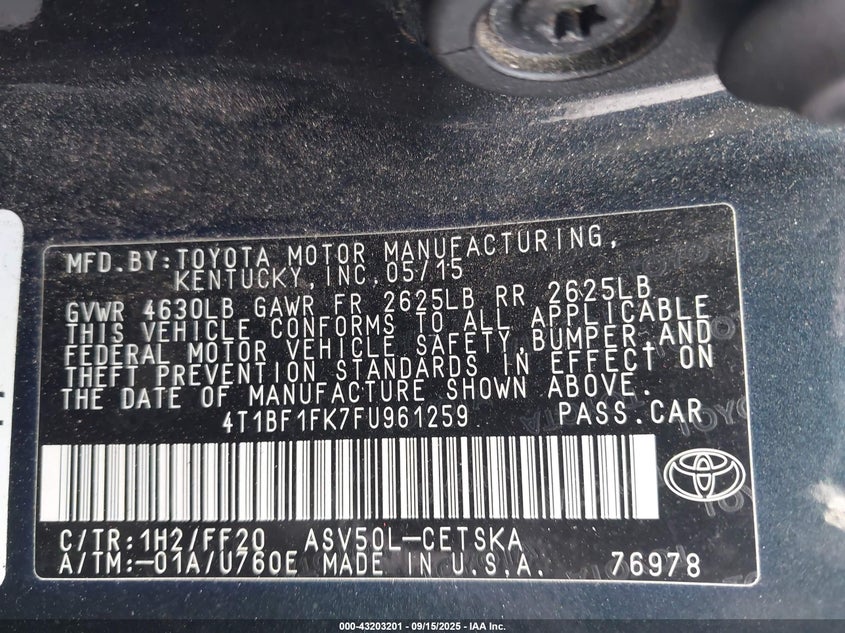 MFD.BY:TOYOTA MOTOR MANUFACTURING,
KENTUCKY,INC.05/15
GVWR 4630LB GAWR FR 2625LB RR 2625LB
THIS VEHICLE CONFORMS TO ALL APPLICABLE
FEDERAL MOTOR VEHICLE SAFETY,BUMPER,AND
THEFT PREVENTION STANDARDS IN EFFECT ON
THE DATE OF MANUFACTURE SHOWN ABOVE.
4T1BF1FK7FU961259 PASS.CAR
C/TR:1H2/FF20 ASV50L-CETSKA
A/TM:-01A/U760E MADE IN U.S.A. 76978
000-43203201 - 09/15/2025 - IAA Inc.